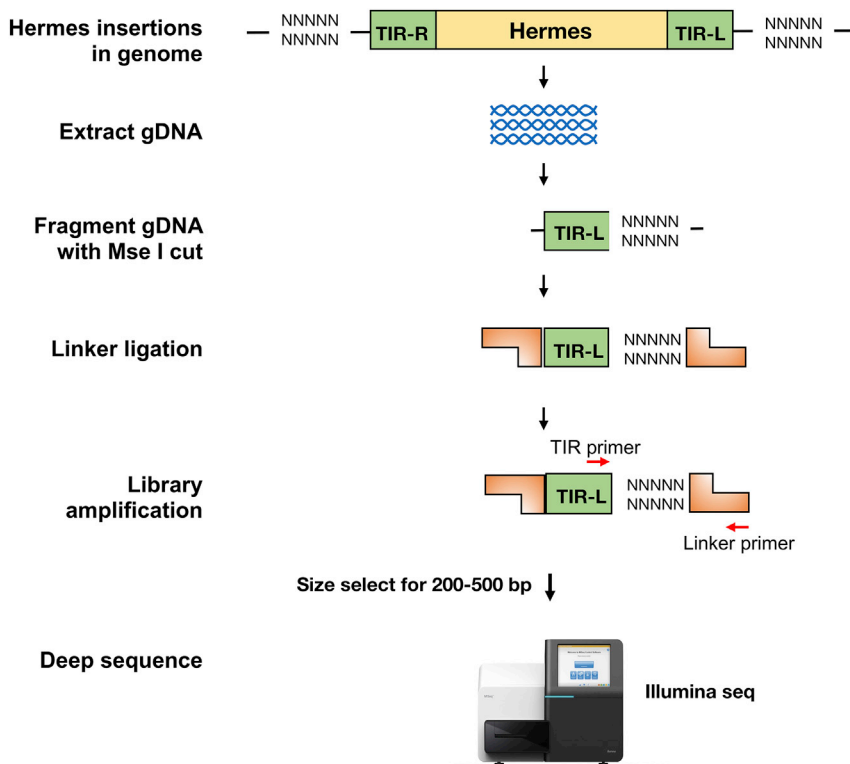 Hermes insertions
in genome
NNNNN
NNNNN
TIR-R
Hermes
TIR-L
NNNNN
NNNNN
Extract gDNA
Fragment gDNA
with Mse I cut
TIR-L
NNNNN
NNNNN
Linker ligation
TIR-L
NNNNN
NNNNN
TIR primer
Library
amplification
TIR-L
NNNNN
NNNNN
Linker primer
Size select for 200-500 bp
Deep sequence
Illumina seq